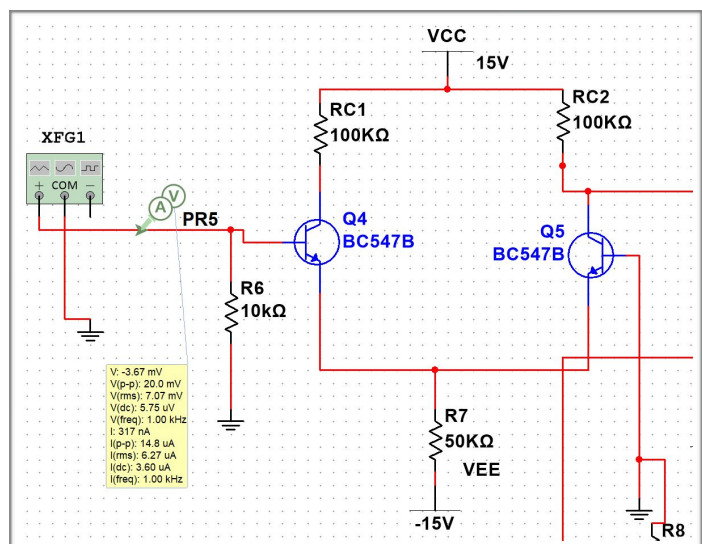 VCC
15V
RC1
100KΩ
RC2
100KΩ
XFG1
+ COM −
A
V
PR5
Q4
BC547B
Q5
BC547B
R6
10kΩ
V: -3.67 mV
V(p-p): 20.0 mV
V(rms): 7.07 mV
V(dc): 5.75 uV
V(freq): 1.00 kHz
I: 317 nA
I(p-p): 14.8 uA
I(rms): 6.27 uA
I(dc): 3.60 uA
I(freq): 1.00 kHz
R7
50KΩ
VEE
-15V
R8